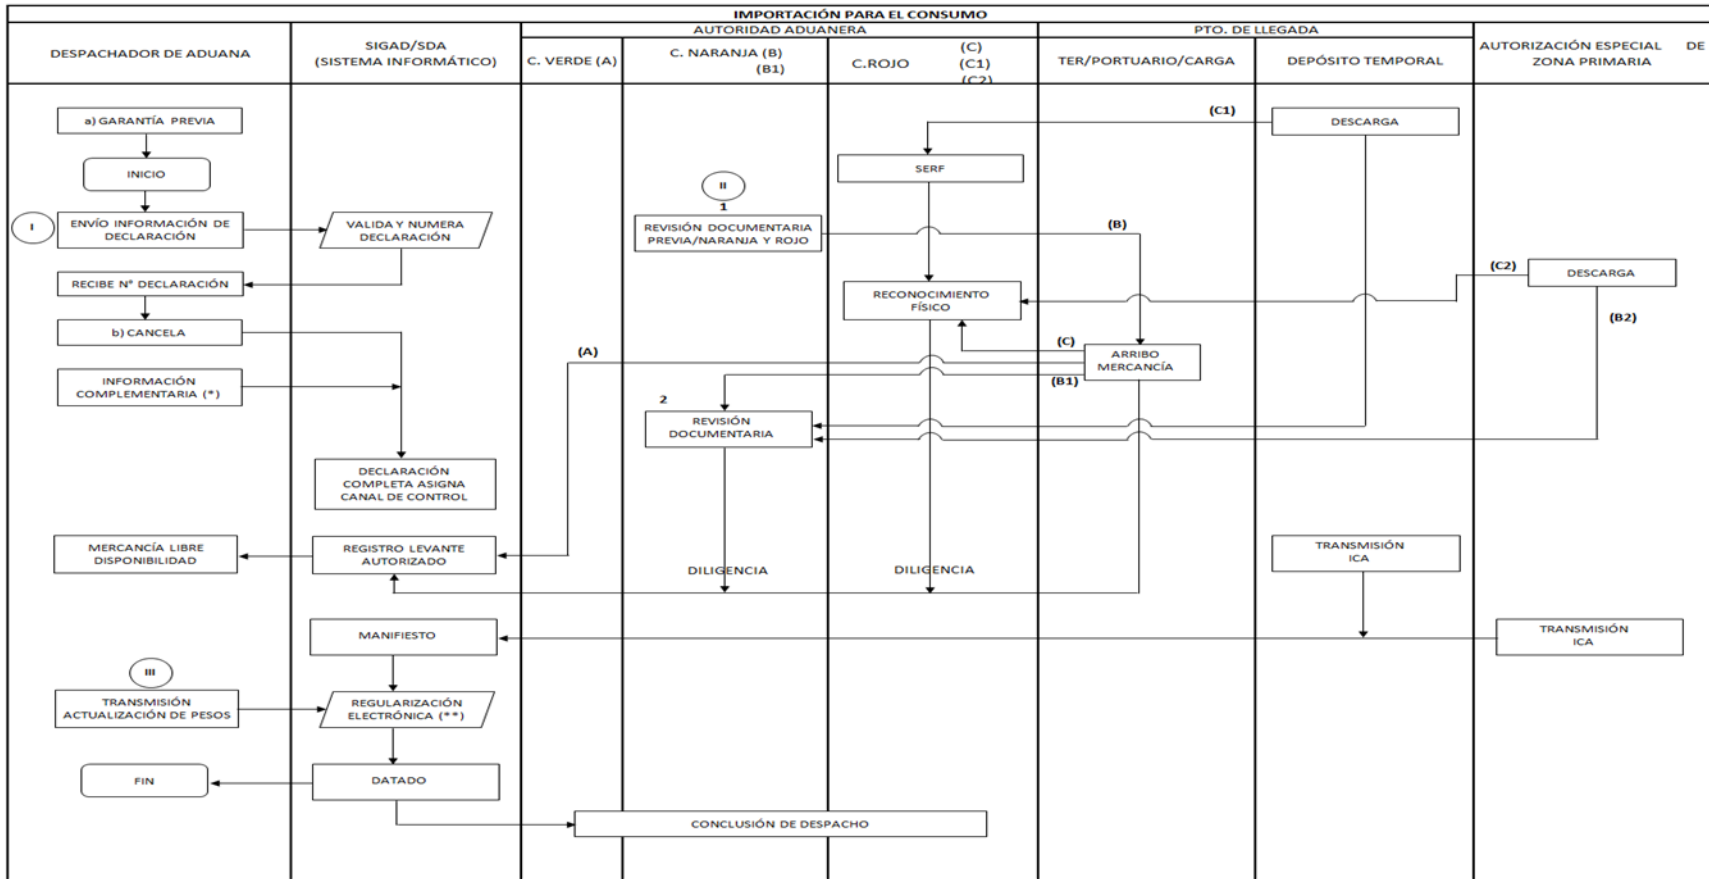 IMPORTACIÓN PARA EL CONSUMO
DESPACHADOR DE ADUANA
SIGAD/SDA
(SISTEMA INFORMÁTICO)
AUTORIDAD ADUANERA
C. VERDE (A)
C. NARANJA (B)
(B1)
C.ROJO
(C)
(C1)
(C2)
PTO. DE LLEGADA
TER/PORTUARIO/CARGA
DEPÓSITO TEMPORAL
AUTORIZACIÓN ESPECIAL DE
ZONA PRIMARIA
a) GARANTÍA PREVIA
(C1)
DESCARGA
INICIO
SERF
II
1
I
ENVÍO INFORMACIÓN DE
DECLARACIÓN
VALIDA Y NUMERA
DECLARACIÓN
REVISIÓN DOCUMENTARIA
PREVIA/NARANJA Y ROJO
(B)
RECIBE N° DECLARACIÓN
(C2)
DESCARGA
RECONOCIMIENTO
FÍSICO
(B2)
b) CANCELA
(A)
(C)
ARRIBO
MERCANCÍA
(B1)
INFORMACIÓN
COMPLEMENTARIA (*)
2
REVISIÓN
DOCUMENTARIA
DECLARACIÓN
COMPLETA ASIGNA
CANAL DE CONTROL
MERCANCÍA LIBRE
DISPONIBILIDAD
REGISTRO LEVANTE
AUTORIZADO
TRANSMISIÓN
ICA
DILIGENCIA
DILIGENCIA
MANIFIESTO
TRANSMISIÓN
ICA
III
TRANSMISIÓN
ACTUALIZACIÓN DE PESOS
REGULARIZACIÓN
ELECTRÓNICA (**)
FIN
DATADO
CONCLUSIÓN DE DESPACHO